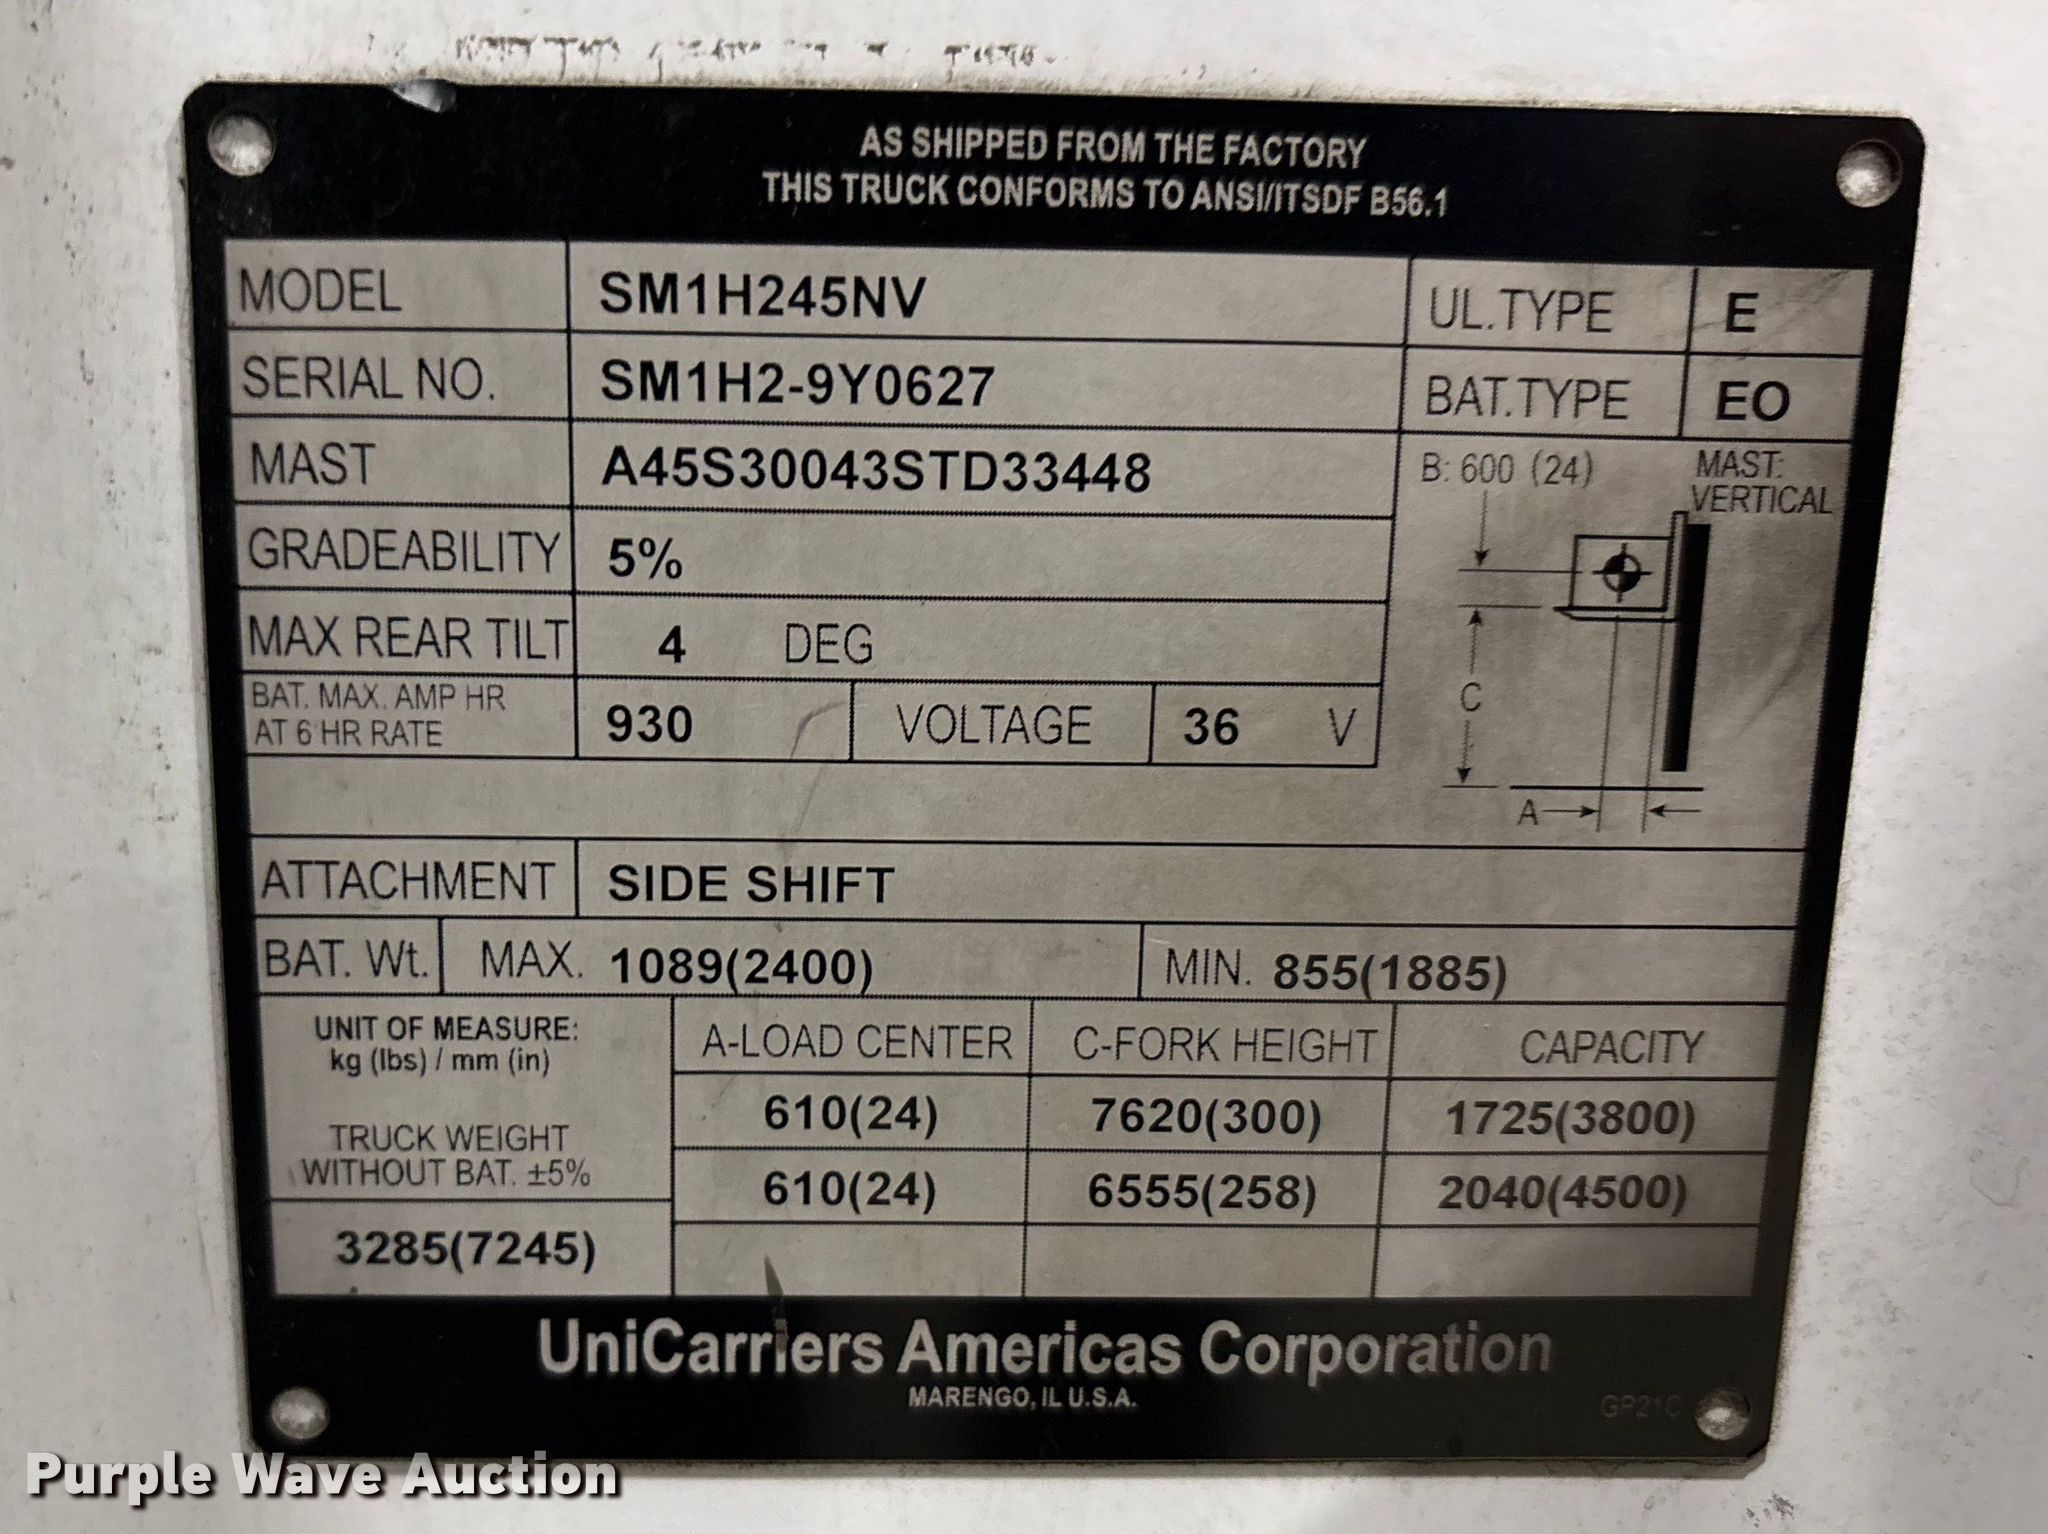 AS SHIPPED FROM THE FACTORY
THIS TRUCK CONFORMS TO ANSI/ITSDF B56.1
MODEL SM1H245NV UL.TYPE E
SERIAL NO. SM1H2-9Y0627 BAT.TYPE EO
MAST A45S30043STD33448
B: 600 (24) MAST:
VERTICAL
GRADEABILITY 5%
MAX REAR TILT 4 DEG
BAT. MAX. AMP HR
AT 6 HR RATE 930 VOLTAGE 36 V
C
A
ATTACHMENT SIDE SHIFT
BAT. Wt. MAX. 1089(2400) MIN. 855(1885)
UNIT OF MEASURE:
kg (lbs) / mm (in)
A-LOAD CENTER C-FORK HEIGHT CAPACITY
610(24) 7620(300) 1725(3800)
TRUCK WEIGHT
WITHOUT BAT. ±5%
610(24) 6555(258) 2040(4500)
3285(7245)
UniCarriers Americas Corporation
MARENGO, IL U.S.A.
GP21C
Purple Wave Auction